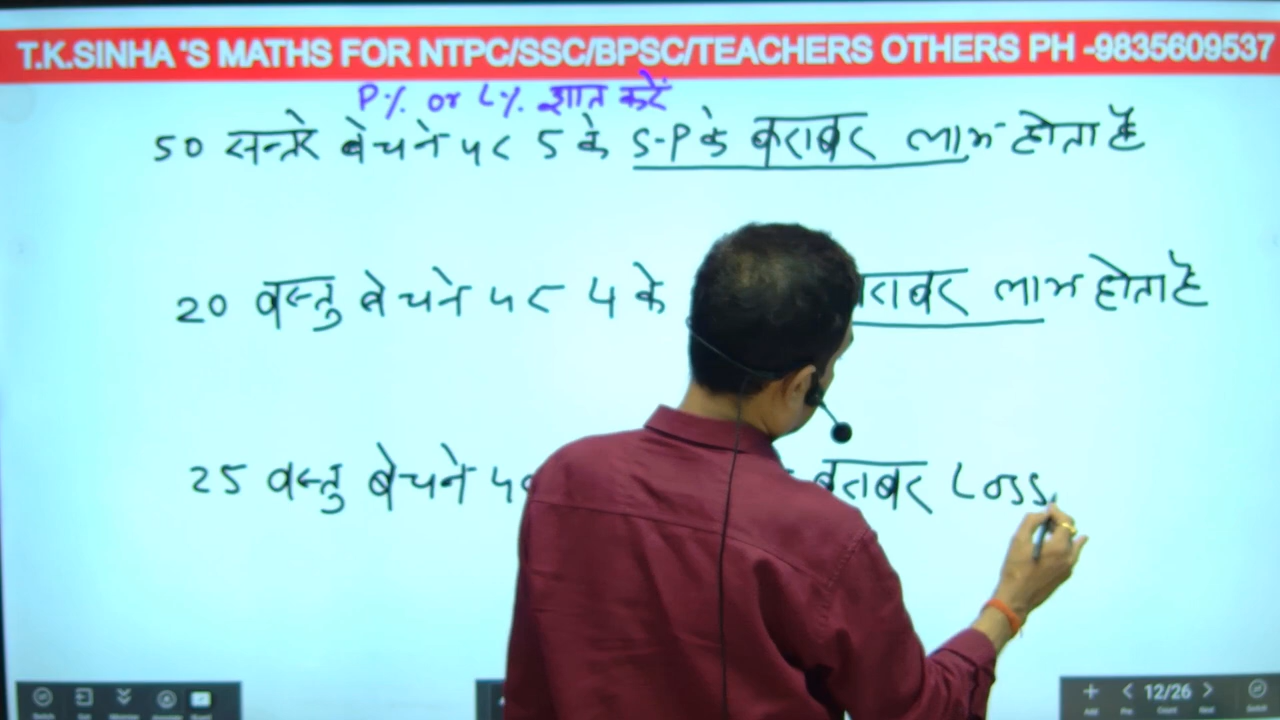 T.K.SINHA 'S MATHS FOR NTPC/SSC/BPSC/TEACHERS OTHERS PH -9835609537
P% or L% ज्ञात करें
50 सन्तरे बेचने पर 5 के S-P के बराबर लाभ होता है
20 वस्तु बेचने पर 4 के बराबर लाभ होता है
25 वस्तु बेचने बराबर Loss
12/26